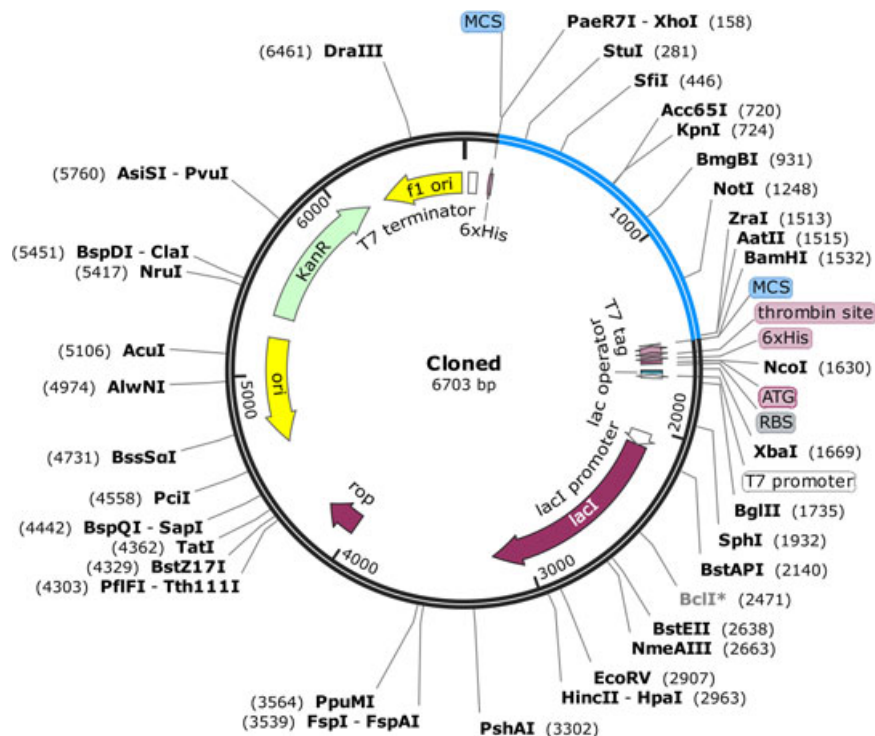 MCS
PaeR7I - XhoI (158)
StuI (281)
SfiI (446)
Acc65I (720)
KpnI (724)
BmgBI (931)
NotI (1248)
ZraI (1513)
AatII (1515)
BamHI (1532)
MCS
thrombin site
6xHis
NcoI (1630)
ATG
RBS
XbaI (1669)
T7 promoter
BglII (1735)
SphI (1932)
BstAPI (2140)
BclI* (2471)
BstEII (2638)
NmeAIII (2663)
EcoRV (2907)
HincII - HpaI (2963)
PshAI (3302)
(3539) FspI - FspAI
(3564) PpuMI
(4303) PflFI - Tth111I
(4329) BstZ17I
(4362) TatI
(4442) BspQI - SapI
(4558) PciI
(4731) BssSαI
(4974) AlwNI
(5106) AcuI
(5417) NruI
(5451) BspDI - ClaI
(5760) AsiSI - PvuI
(6461) DraIII
f1 ori
T7 terminator
6xHis
KanR
ori
rop
lacI
lacI promoter
lac operator
T7 tag
Cloned
6703 bp
1000
2000
3000
4000
5000
6000